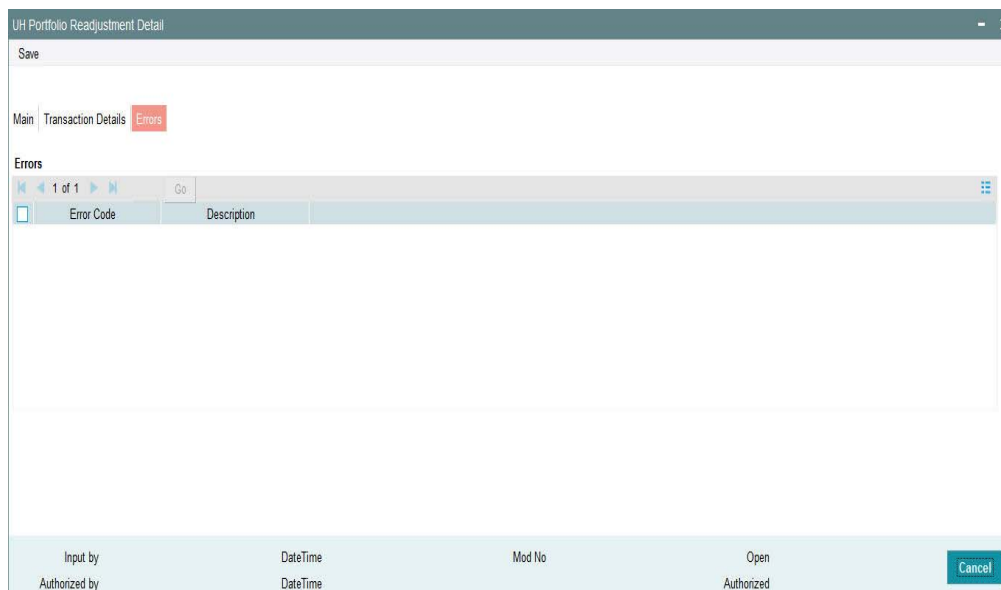 UH Portfolio Readjustment Detail
Save
Main Transaction Details Errors
Errors
1 of 1 Go
Error Code Description
Input by DateTime Mod No Open
Authorized by DateTime Authorized
Cancel